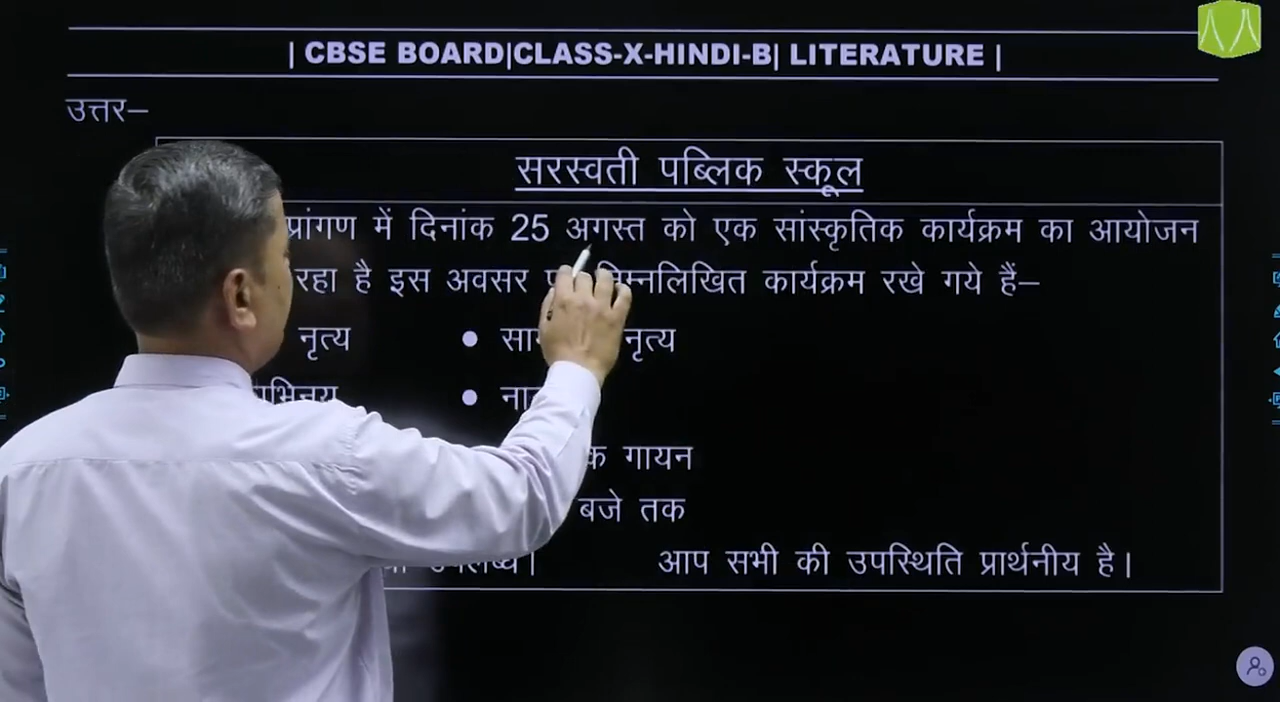 | CBSE BOARD|CLASS-X-HINDI-B| LITERATURE |
उत्तर–
सरस्वती पब्लिक स्कूल
प्रांगण में दिनांक 25 अगस्त को एक सांस्कृतिक कार्यक्रम का आयोजन
रहा है इस अवसर निम्नलिखित कार्यक्रम रखे गये हैं–
नृत्य • नृत्य
•
गायन
बजे तक
आप सभी की उपस्थिति प्रार्थनीय है।